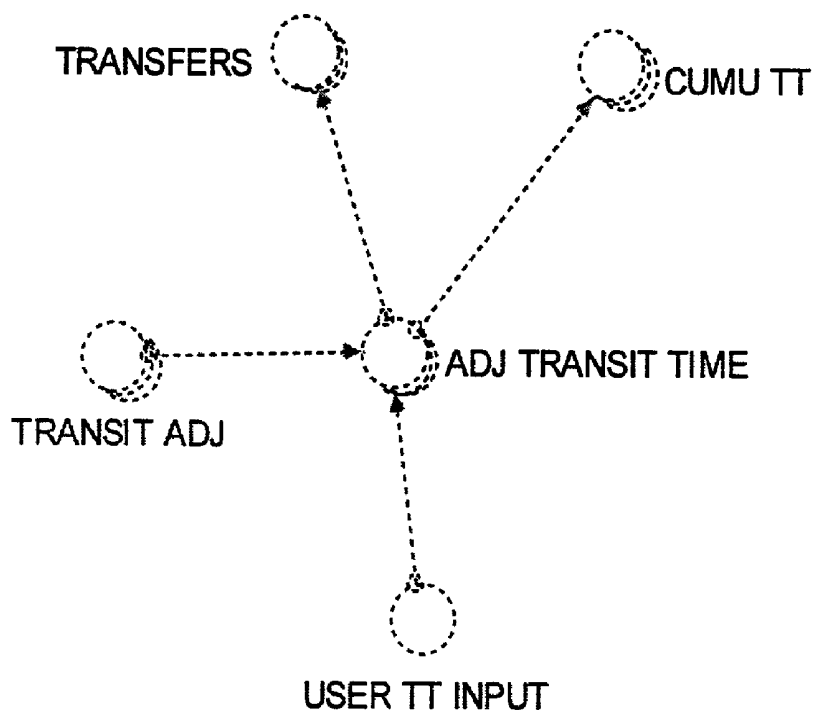 TRANSFERS
CUMU TT
ADJ TRANSIT TIME
TRANSIT ADJ
USER TT INPUT